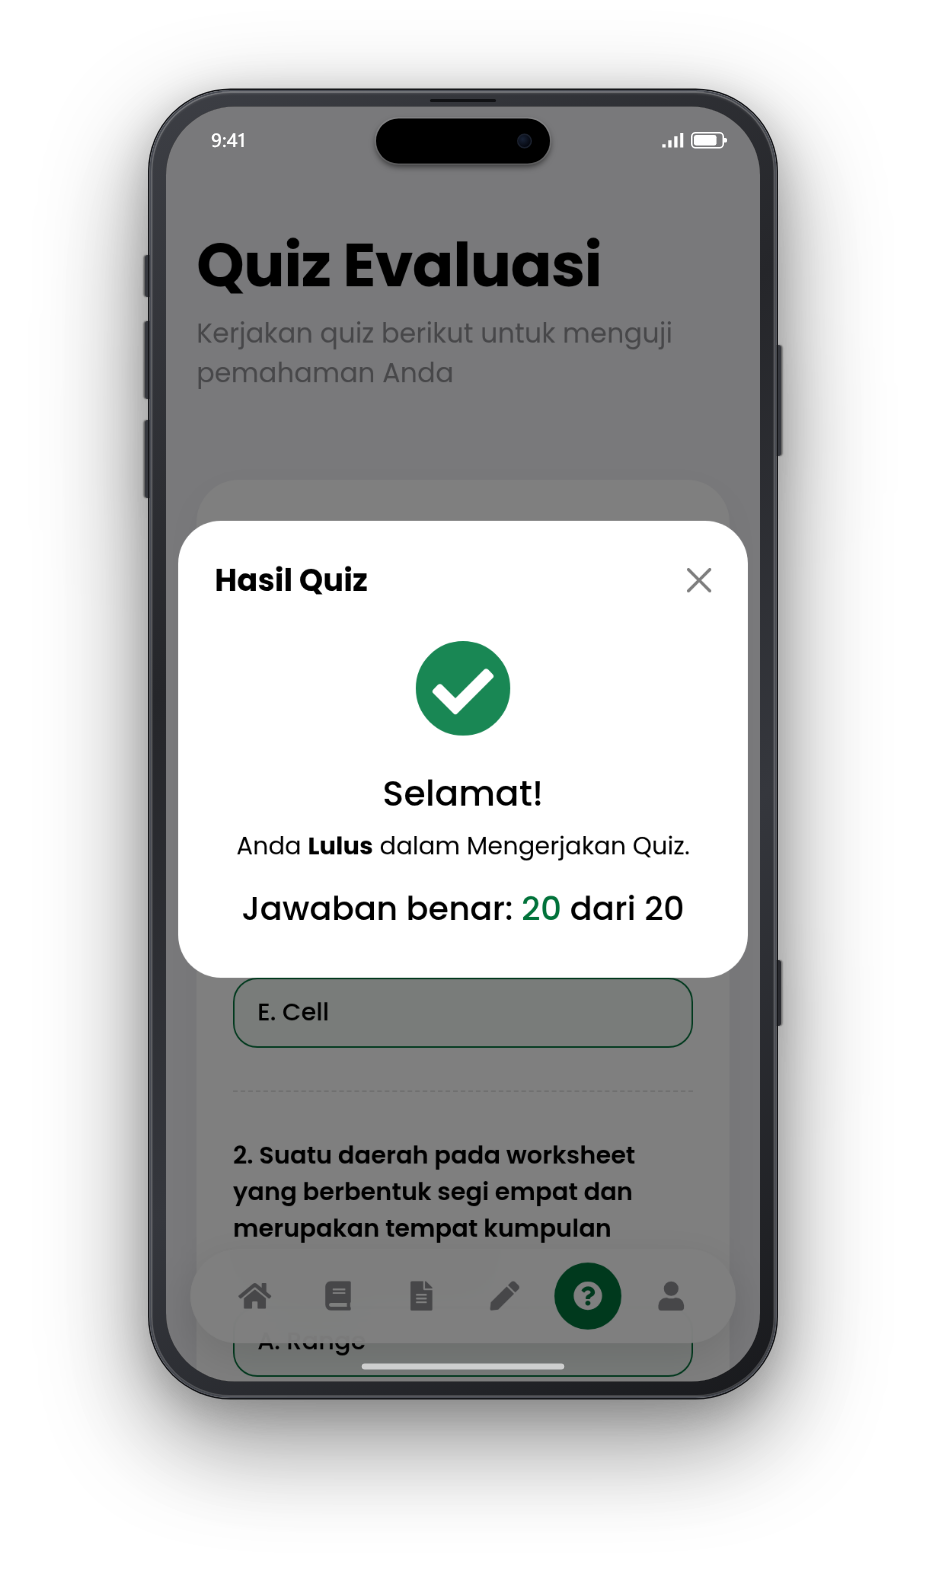 9:41
Quiz Evaluasi
Kerjakan quiz berikut untuk menguji
pemahaman Anda
Hasil Quiz
Selamat!
Anda Lulus dalam Mengerjakan Quiz.
Jawaban benar: 20 dari 20
E. Cell
2. Suatu daerah pada worksheet
yang berbentuk segi empat dan
merupakan tempat kumpulan
A. Range